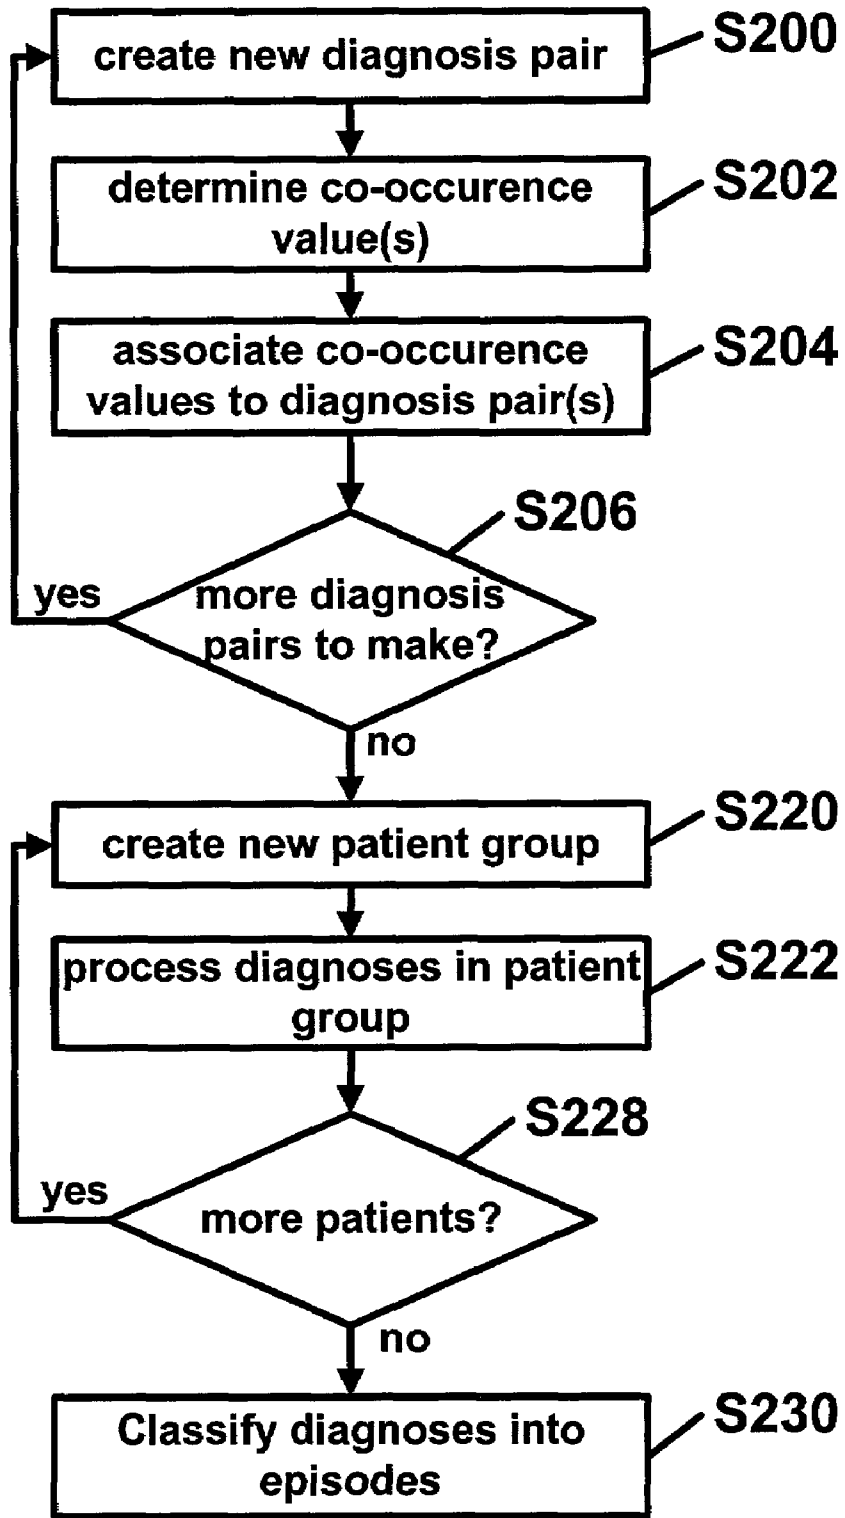 create new diagnosis pair
S200
determine co-occurence
value(s)
S202
associate co-occurence
values to diagnosis pair(s)
S204
S206
more diagnosis
pairs to make?
yes
no
create new patient group
S220
process diagnoses in patient
group
S222
S228
more patients?
yes
no
Classify diagnoses into
episodes
S230